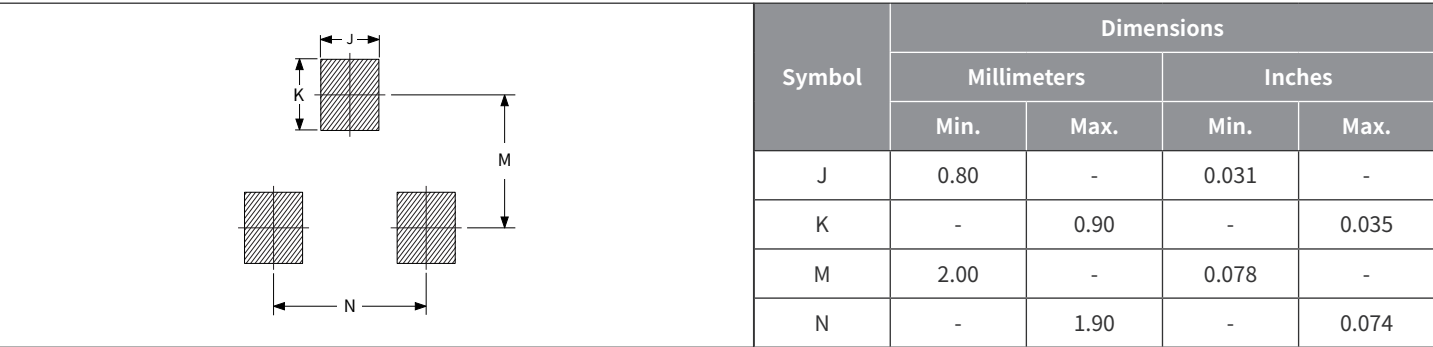 J
K
M
N
Dimensions
Symbol Millimeters Inches
Min. Max. Min. Max.
J 0.80 - 0.031 -
K - 0.90 - 0.035
M 2.00 - 0.078 -
N - 1.90 - 0.074